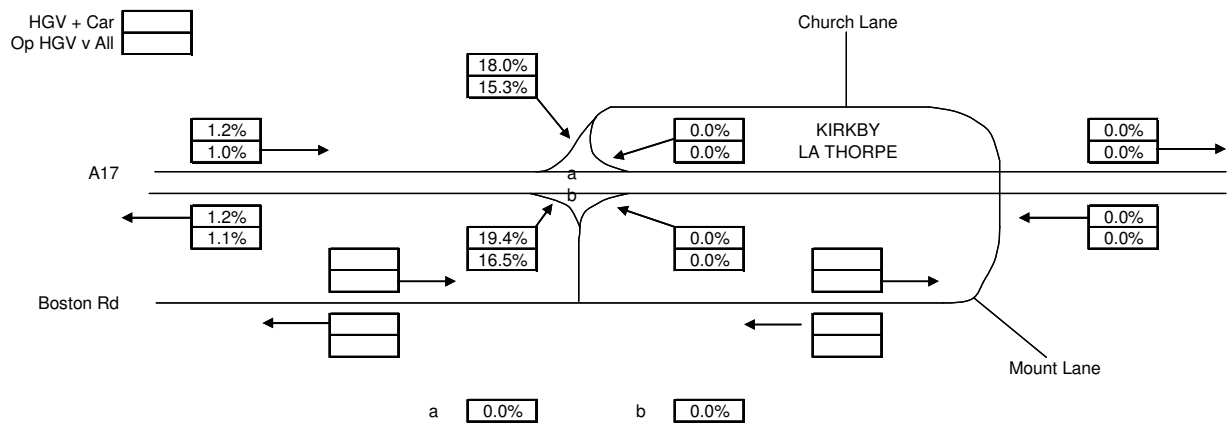 HGV + Car
Op HGV v All
Church Lane
18.0%
15.3%
1.2%
1.0%
0.0%
0.0%
KIRKBY
LA THORPE
0.0%
0.0%
A17
a
b
1.2%
1.1%
19.4%
16.5%
0.0%
0.0%
0.0%
0.0%
Boston Rd
Mount Lane
a 0.0% b 0.0%